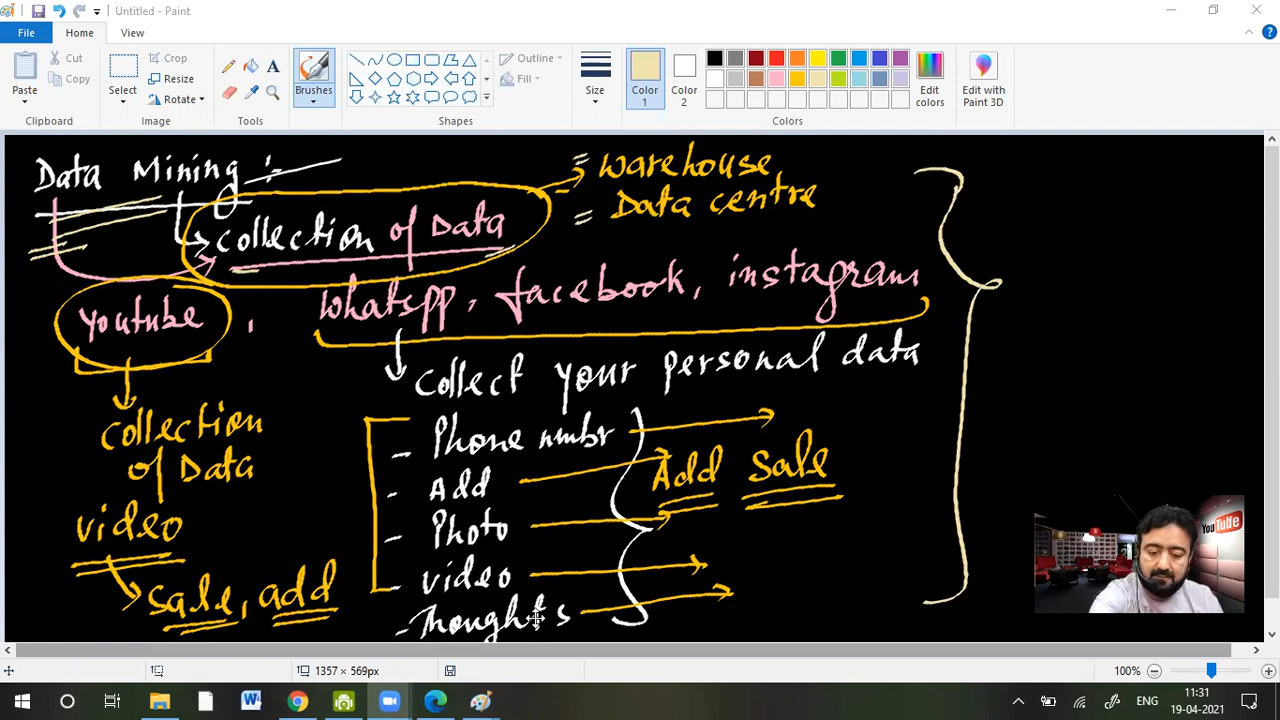 Untitled - Paint
File Home View
Paste
Cut
Copy
Clipboard
Select
Crop
Resize
Rotate
Image
Tools
Brushes
Outline
Fill
Shapes
Size
Color 1
Color 2
Edit colors
Colors
Edit with Paint 3D
Data Mining :-
= Warehouse,
= Data centre
Collection of Data
Youtube, Whatspp, facebook, instagram
Collect your personal data
Collection of Data
video
sale, add
- Phone numbr
- Add
- Photo
- video
- Thoughts
Add Sale
You Tube
1357 × 569px
100%
ENG
11:31
19-04-2021